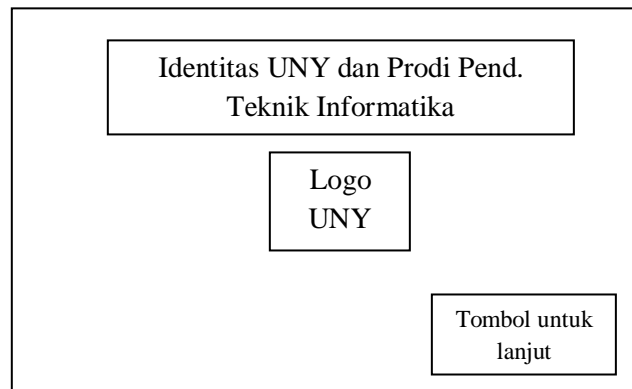 Identitas UNY dan Prodi Pend.
Teknik Informatika
Logo
UNY
Tombol untuk
lanjut